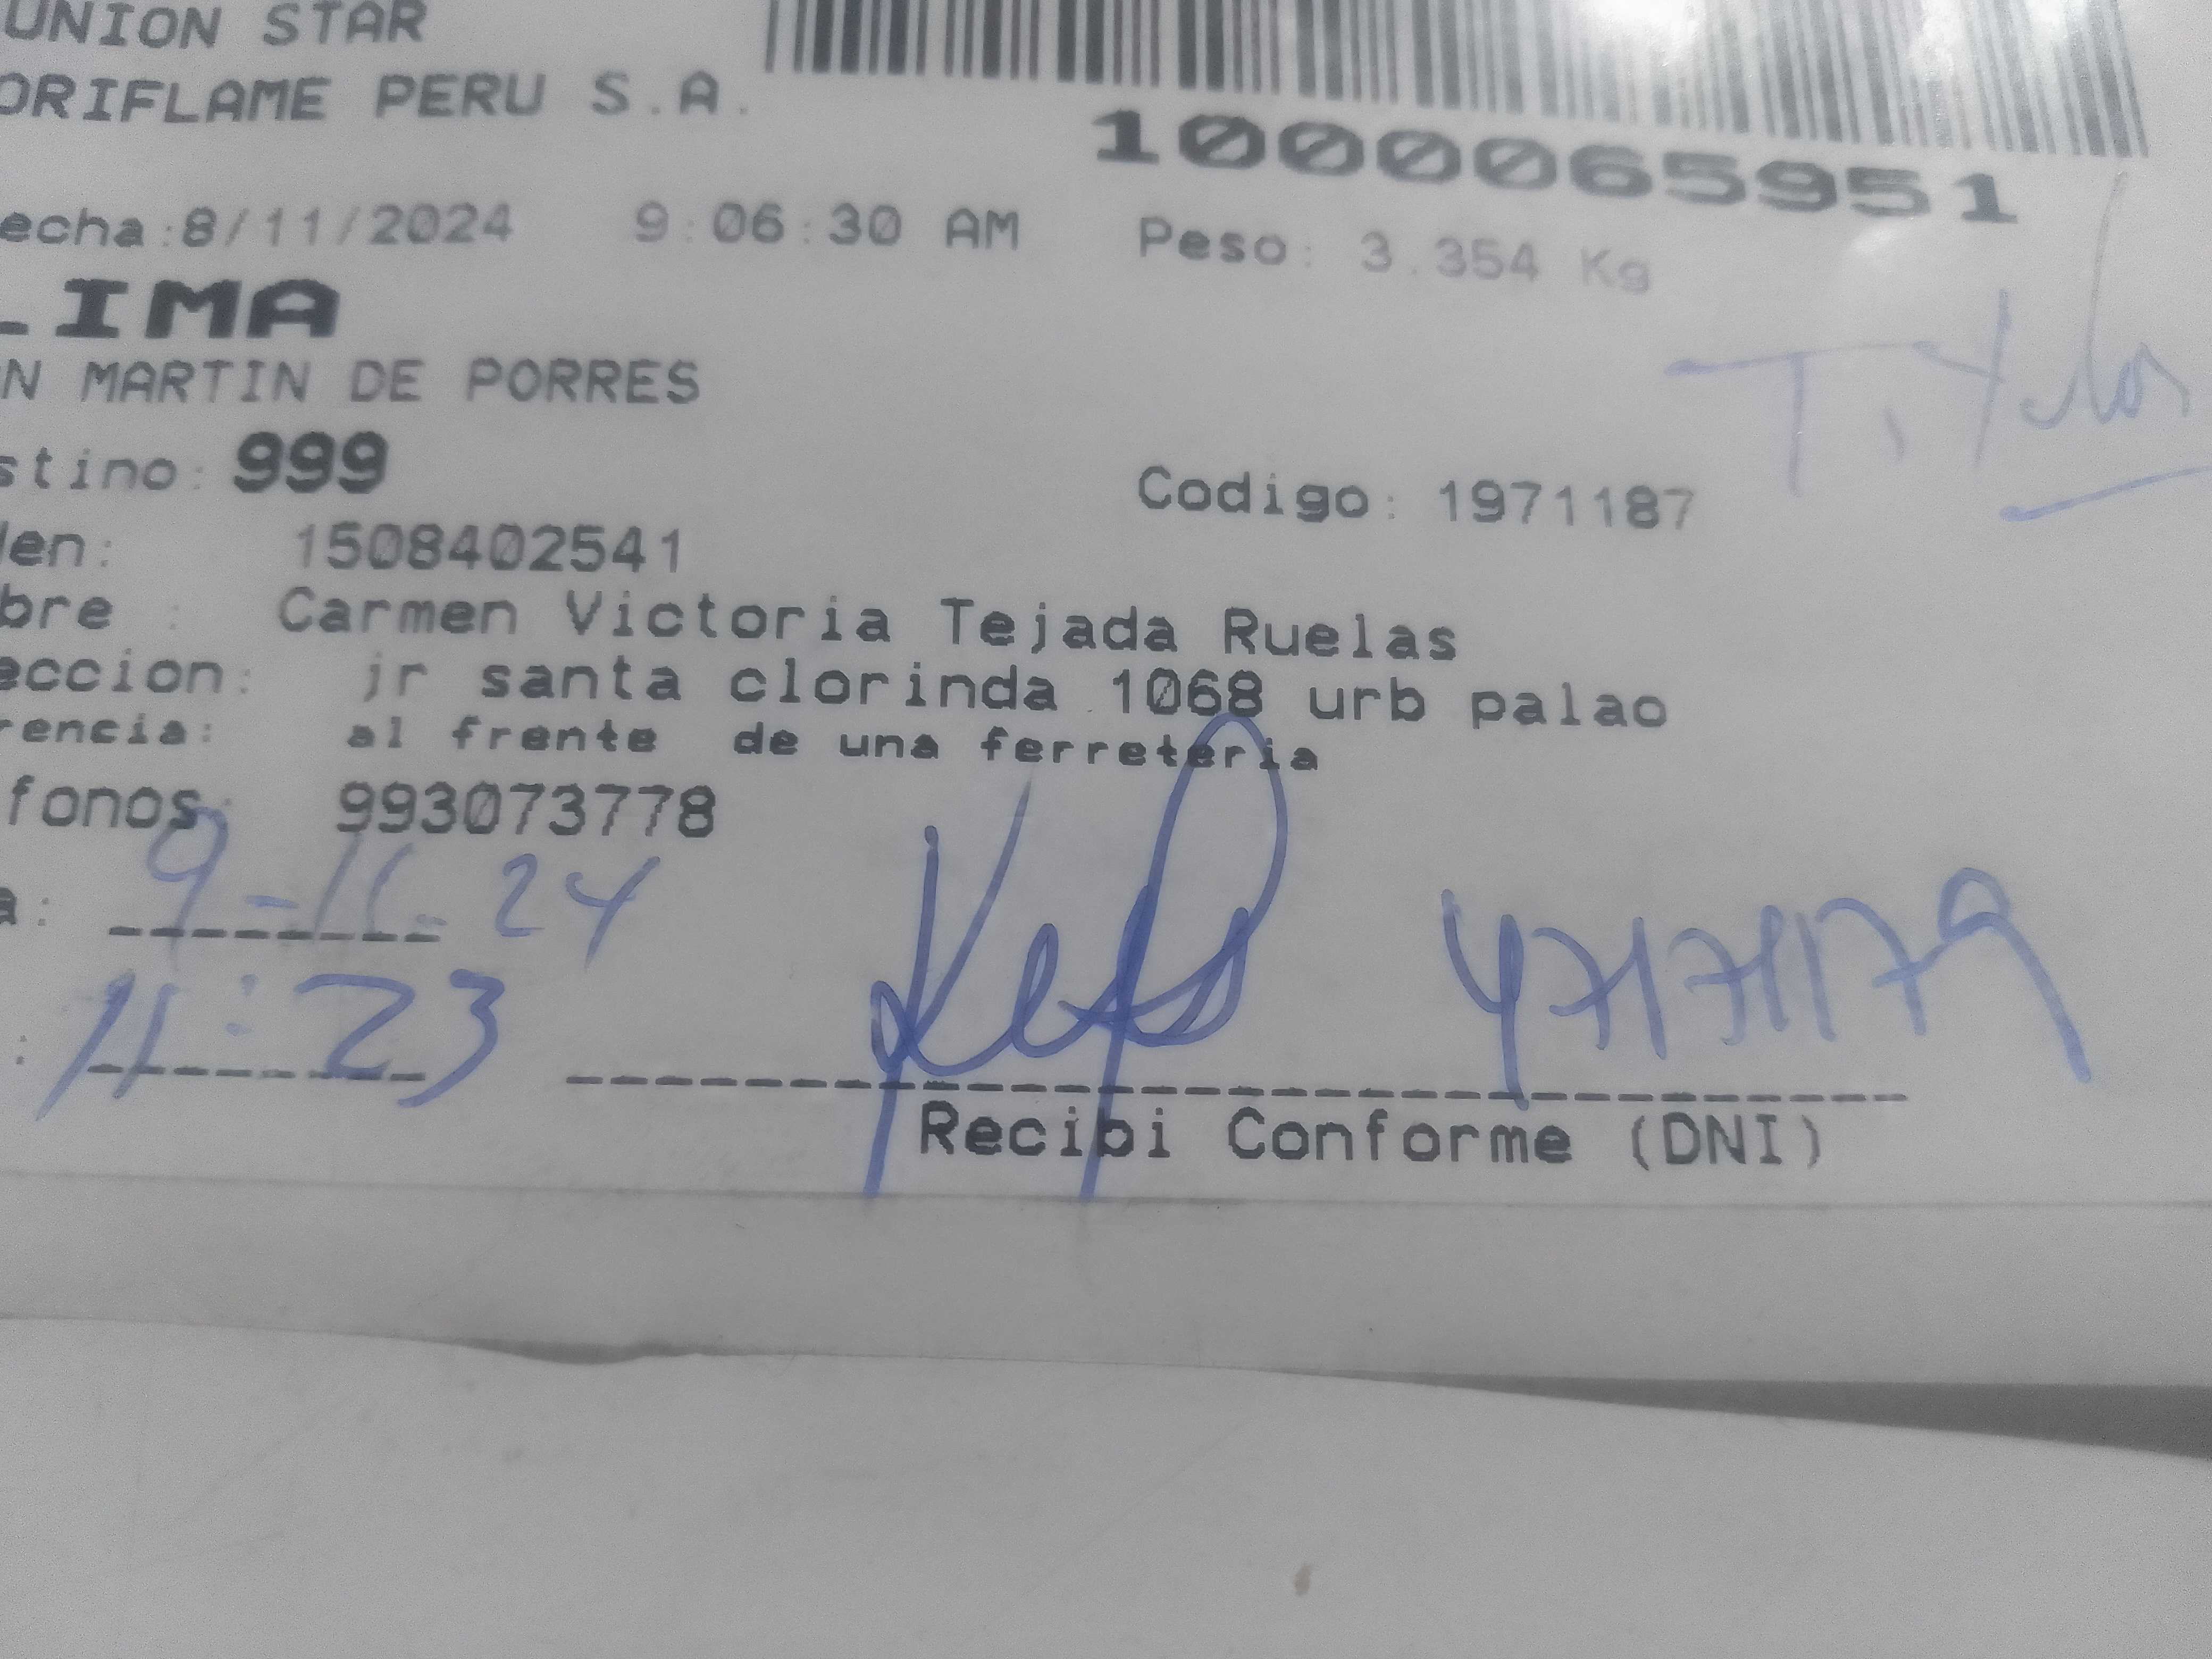 UNION STAR
ORIFLAME PERU S.A.
1000065951
echa:8/11/2024 9:06:30 AM Peso: 3.354 Kg
LIMA
N MARTIN DE PORRES
stino: 999
Codigo: 1971187
den: 1508402541
bre : Carmen Victoria Tejada Ruelas
eccion: jr santa clorinda 1068 urb palao
rencia: al frente de una ferreteria
fonos: 993073778
a: 9-11-24
: 11:23
Recibi Conforme (DNI)